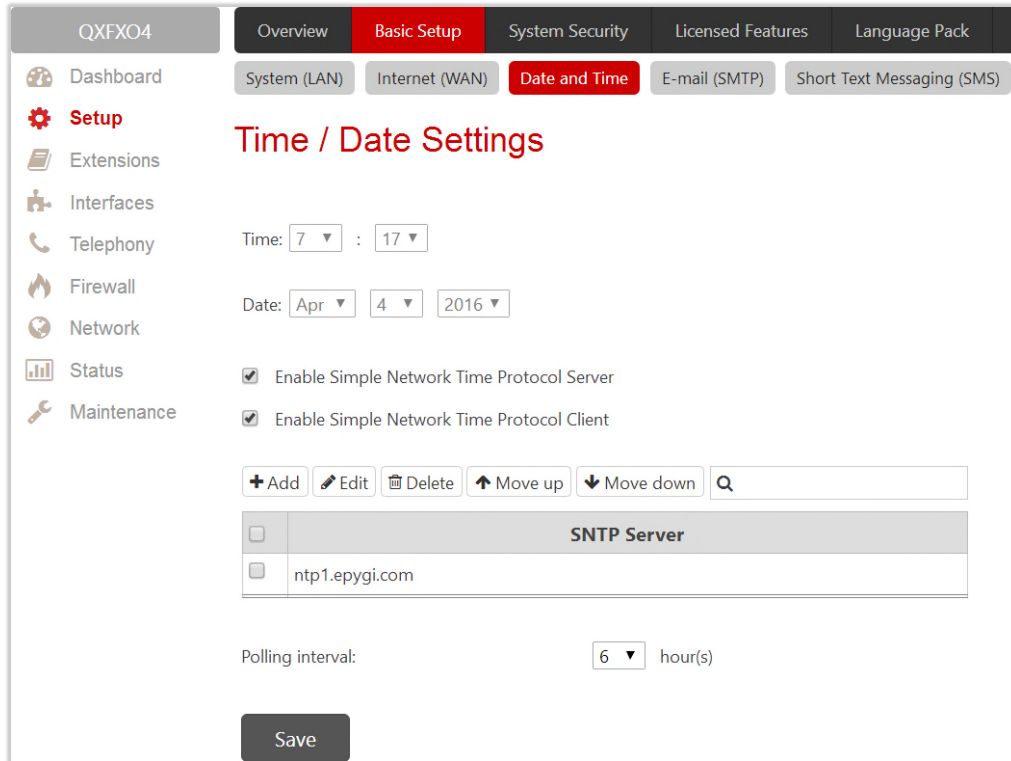 QXFXO4
Overview Basic Setup System Security Licensed Features Language Pack
Dashboard
Setup
Extensions
Interfaces
Telephony
Firewall
Network
Status
Maintenance
System (LAN) Internet (WAN) Date and Time E-mail (SMTP) Short Text Messaging (SMS)
Time / Date Settings
Time: 7 : 17
Date: Apr 4 2016
Enable Simple Network Time Protocol Server
Enable Simple Network Time Protocol Client
Add Edit Delete Move up Move down
SNTP Server
ntp1.epygi.com
Polling interval: 6 hour(s)
Save